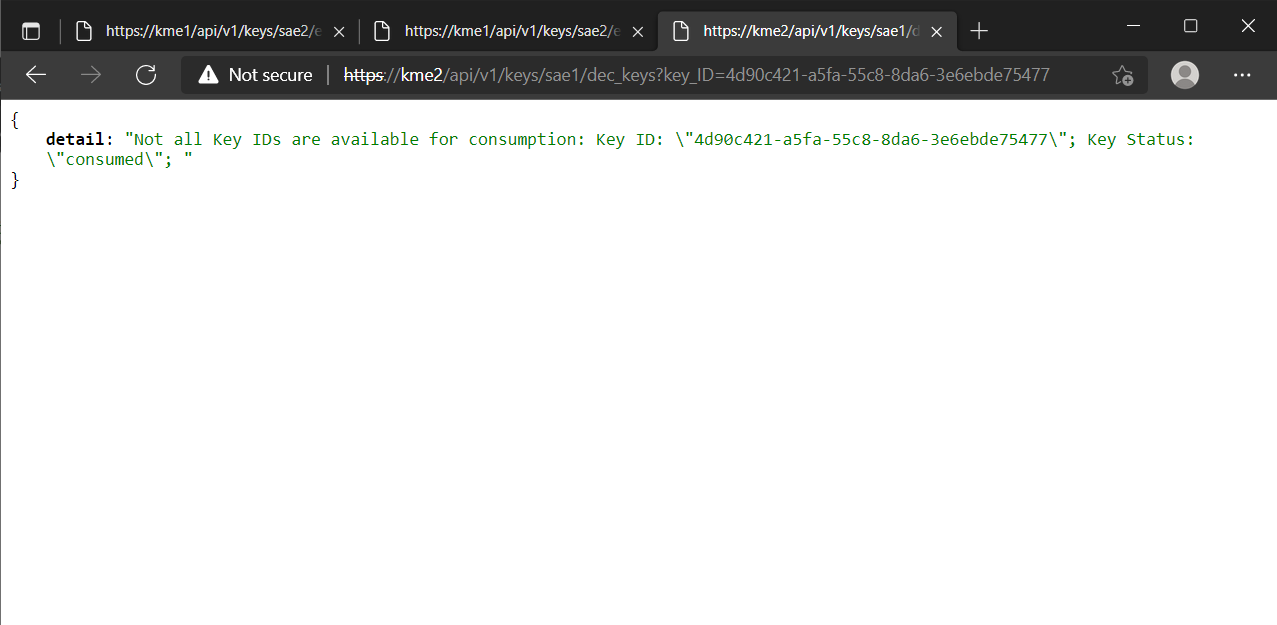 https://kme1/api/v1/keys/sae2/e
https://kme1/api/v1/keys/sae2/e
https://kme2/api/v1/keys/sae1/d
Not secure | https://kme2/api/v1/keys/sae1/dec_keys?key_ID=4d90c421-a5fa-55c8-8da6-3e6ebde75477
{
detail: "Not all Key IDs are available for consumption: Key ID: \"4d90c421-a5fa-55c8-8da6-3e6ebde75477\"; Key Status:
\"consumed\"; "
}